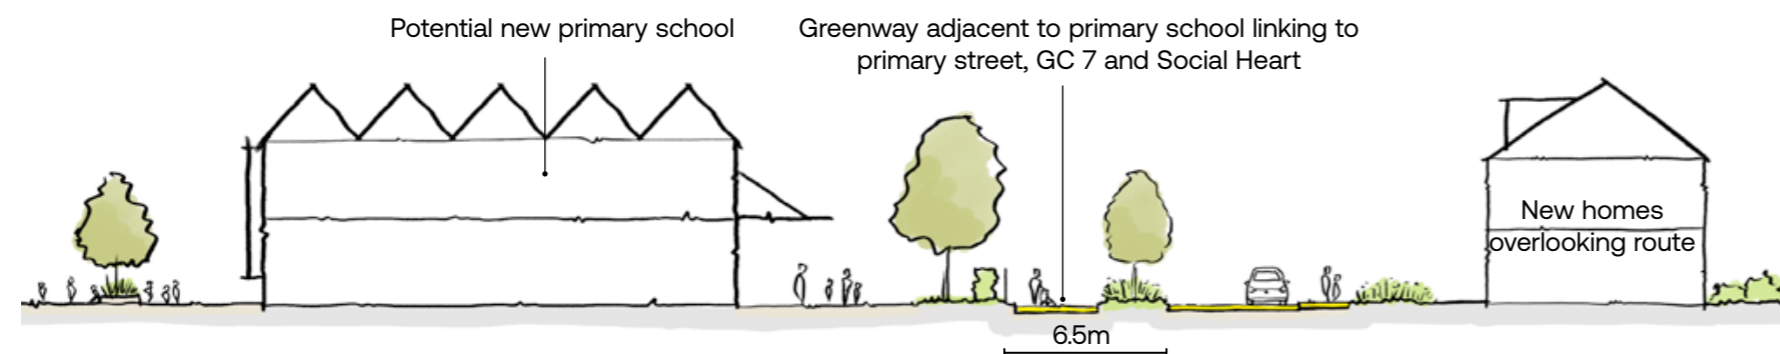 Potential new primary school
Greenway adjacent to primary school linking to
primary street, GC 7 and Social Heart
New homes
overlooking route
6.5m